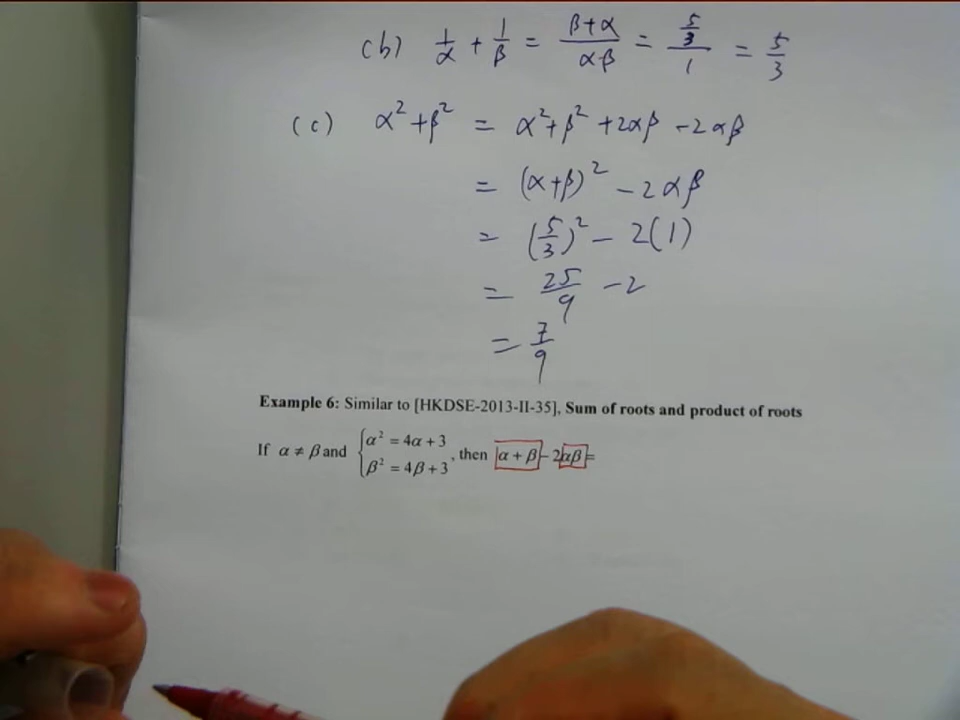 (b) 1/α + 1/β = (β+α)/αβ = (5/3)/1 = 5/3
(c) α²+β² = α²+β²+2αβ-2αβ
= (α+β)² - 2αβ
= (5/3)² - 2(1)
= 25/9 - 2
= 7/9
Example 6: Similar to [HKDSE-2013-II-35], Sum of roots and product of roots
If α ≠ β and { α² = 4α+3
β² = 4β+3 , then α+β-2αβ=